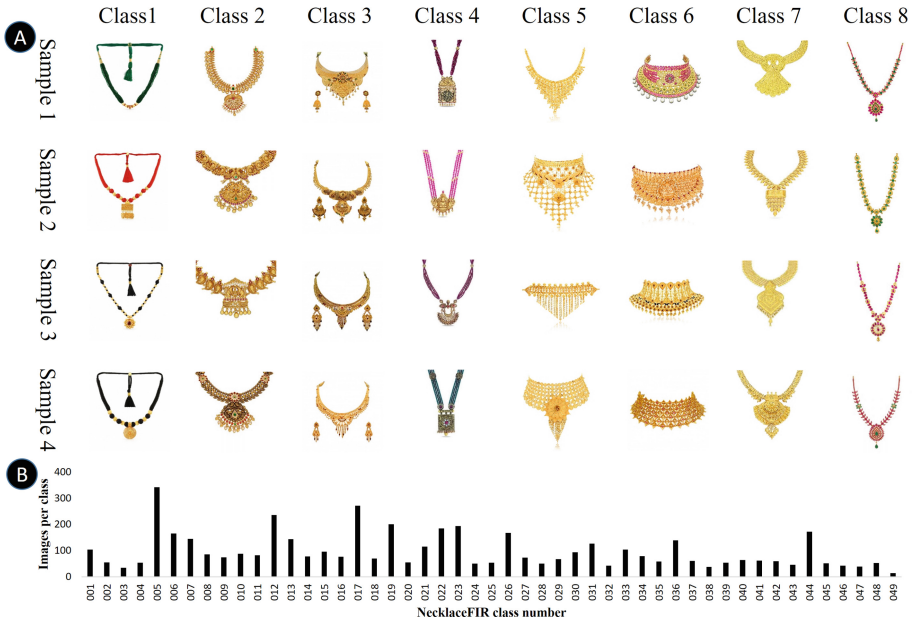 A
Class1 Class 2 Class 3 Class 4 Class 5 Class 6 Class 7 Class 8
Sample 1
Sample 2
Sample 3
Sample 4
B
Images per class
400
300
200
100
0
001 002 003 004 005 006 007 008 009 010 011 012 013 014 015 016 017 018 019 020 021 022 023 024 025 026 027 028 029 030 031 032 033 034 035 036 037 038 039 040 041 042 043 044 045 046 047 048 049
NecklaceFIR class number